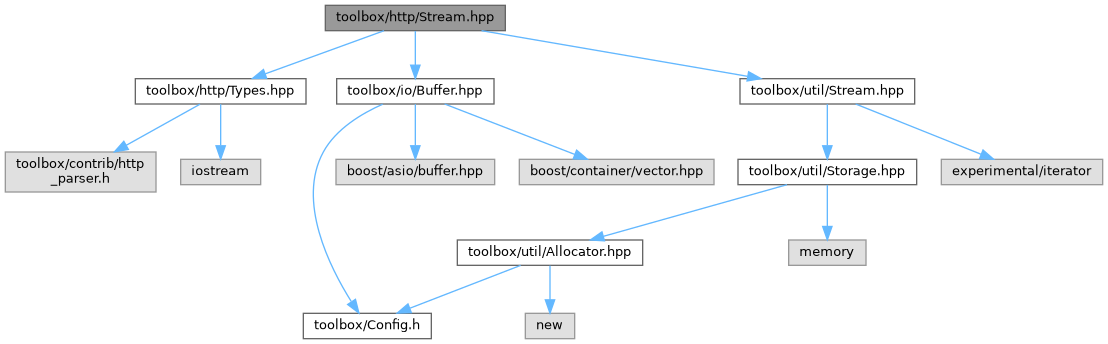 toolbox/http/Stream.hpp
toolbox/http/Types.hpp
toolbox/io/Buffer.hpp
toolbox/util/Stream.hpp
toolbox/contrib/http
_parser.h
iostream
boost/asio/buffer.hpp
boost/container/vector.hpp
toolbox/util/Storage.hpp
experimental/iterator
toolbox/util/Allocator.hpp
memory
toolbox/Config.h
new